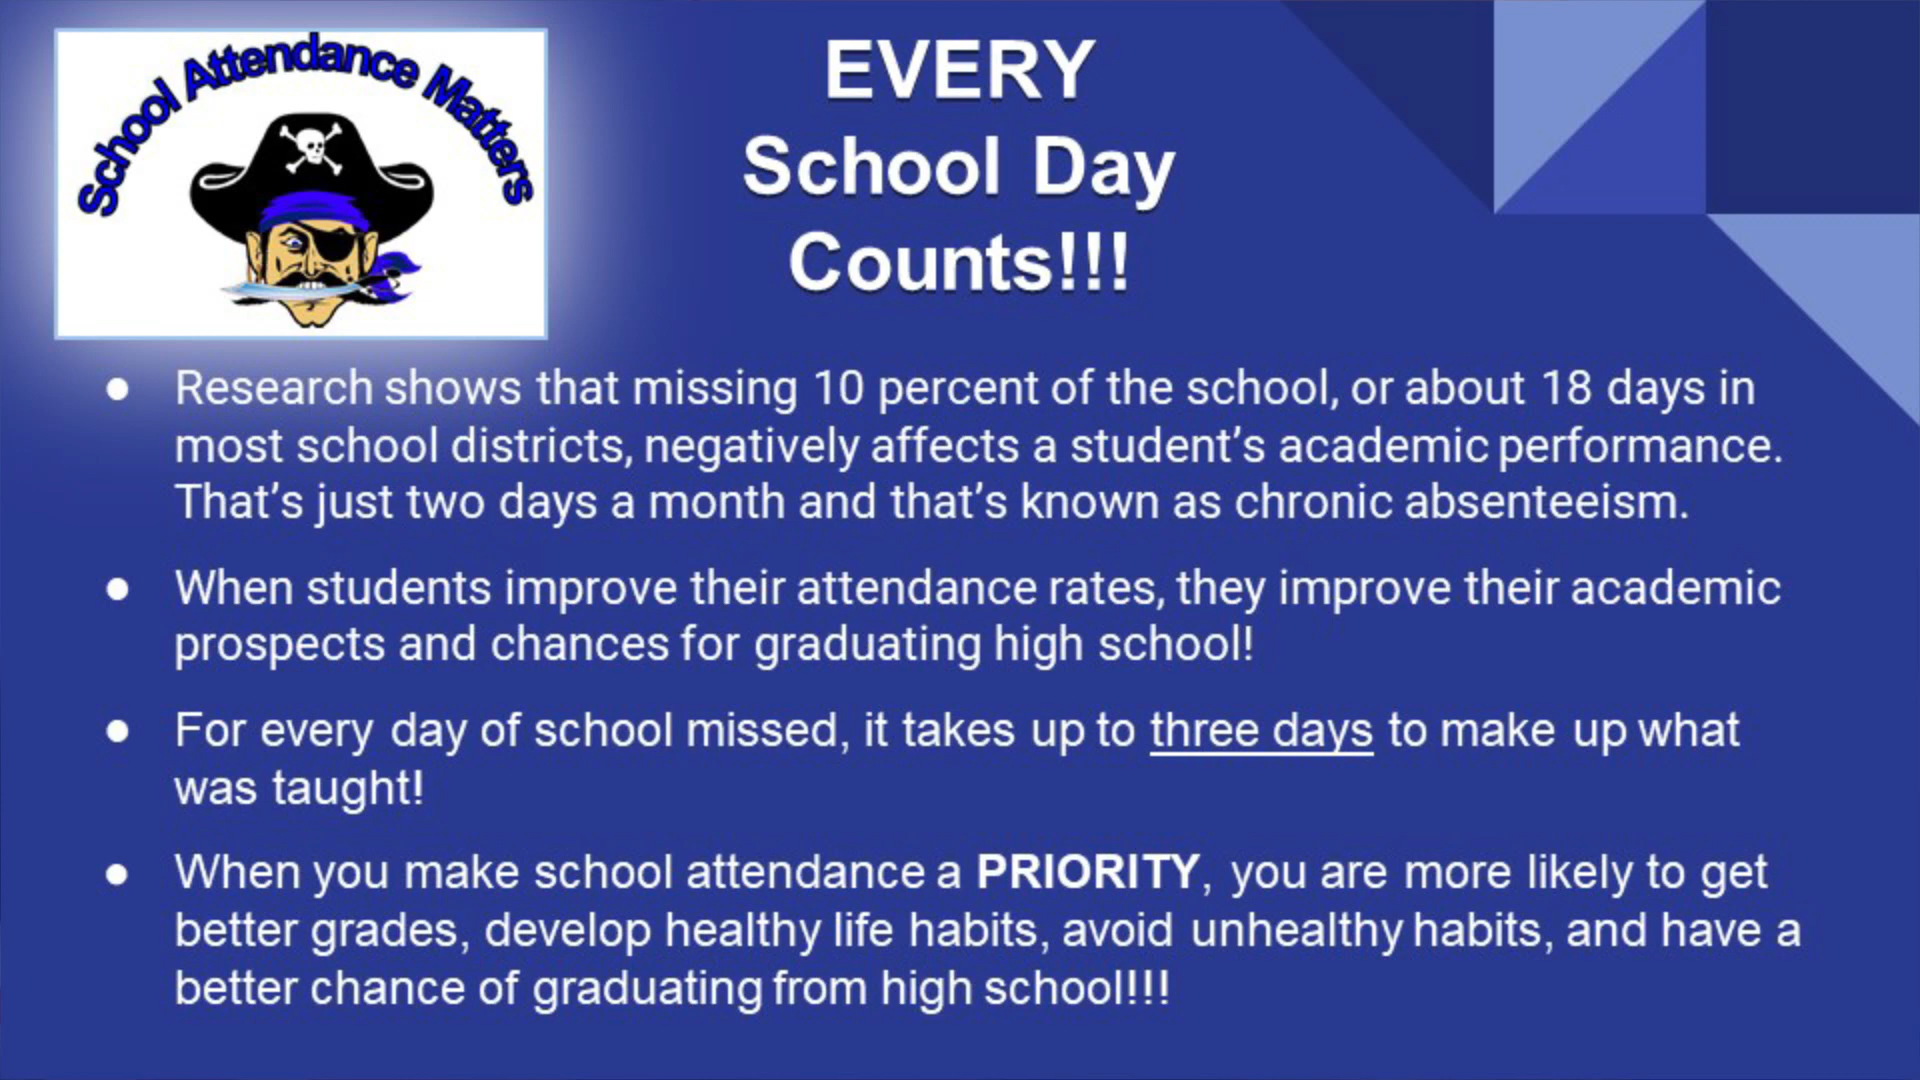 School Attendance Matters
EVERY
School Day
Counts!!!
● Research shows that missing 10 percent of the school, or about 18 days in
most school districts, negatively affects a student’s academic performance.
That’s just two days a month and that’s known as chronic absenteeism.
● When students improve their attendance rates, they improve their academic
prospects and chances for graduating high school!
● For every day of school missed, it takes up to three days to make up what
was taught!
● When you make school attendance a PRIORITY, you are more likely to get
better grades, develop healthy life habits, avoid unhealthy habits, and have a
better chance of graduating from high school!!!